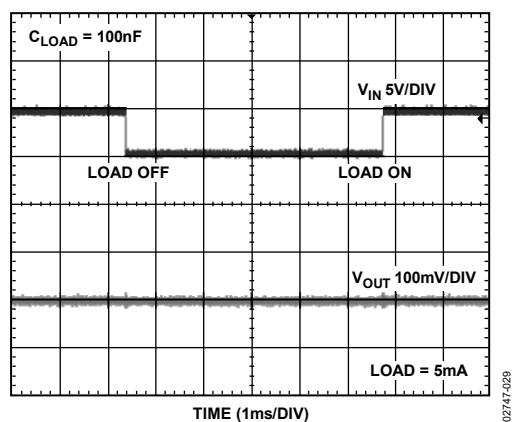 C_LOAD = 100nF
V_IN 5V/DIV
LOAD OFF
LOAD ON
V_OUT 100mV/DIV
LOAD = 5mA
TIME (1ms/DIV)
02747-029